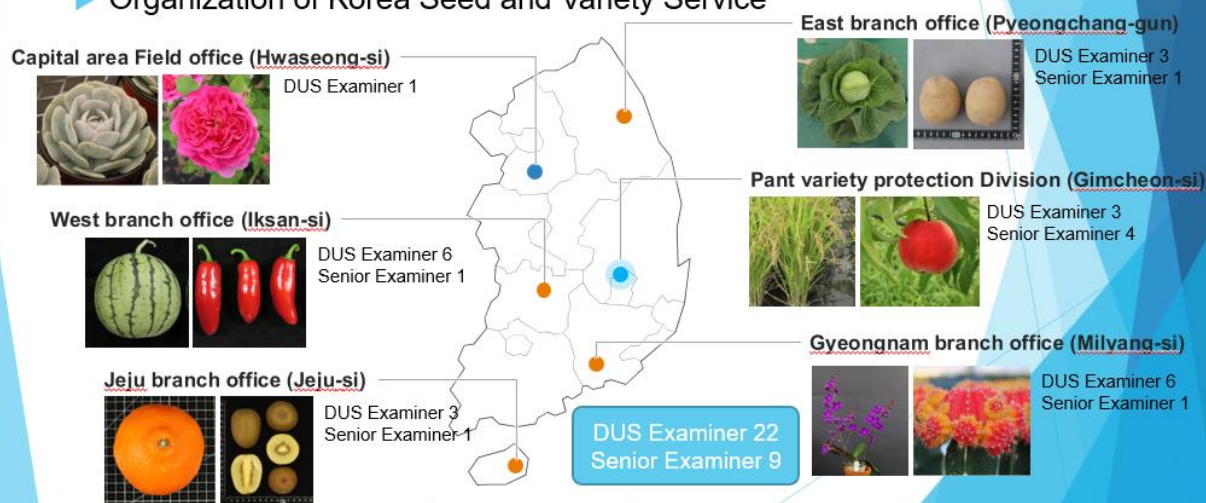 Organization of Korea Seed and Variety Service
East branch office (Pyeongchang-gun)
DUS Examiner 3
Senior Examiner 1
Capital area Field office (Hwaseong-si)
DUS Examiner 1
Pant variety protection Division (Gimcheon-si)
DUS Examiner 3
Senior Examiner 4
West branch office (Iksan-si)
DUS Examiner 6
Senior Examiner 1
Gyeongnam branch office (Milyang-si)
DUS Examiner 6
Senior Examiner 1
Jeju branch office (Jeju-si)
DUS Examiner 3
Senior Examiner 1
DUS Examiner 22
Senior Examiner 9